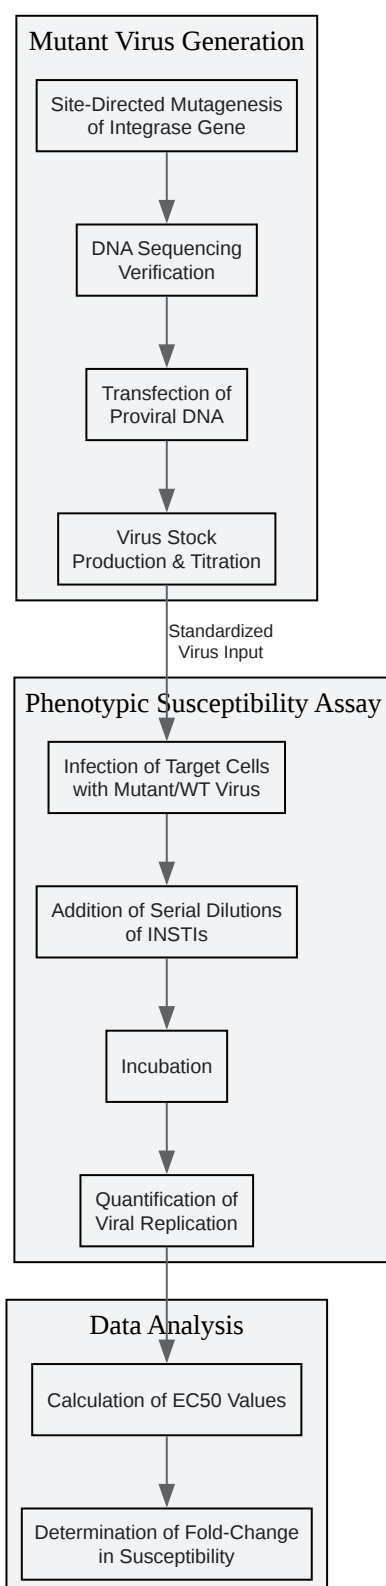 Mutant Virus Generation
Site-Directed Mutagenesis
of Integrase Gene
DNA Sequencing
Verification
Transfection of
Proviral DNA
Virus Stock
Production & Titration
Standardized
Virus Input
Phenotypic Susceptibility Assay
Infection of Target Cells
with Mutant/WT Virus
Addition of Serial Dilutions
of INSTIs
Incubation
Quantification of
Viral Replication
Data Analysis
Calculation of EC50 Values
Determination of Fold-Change
in Susceptibility